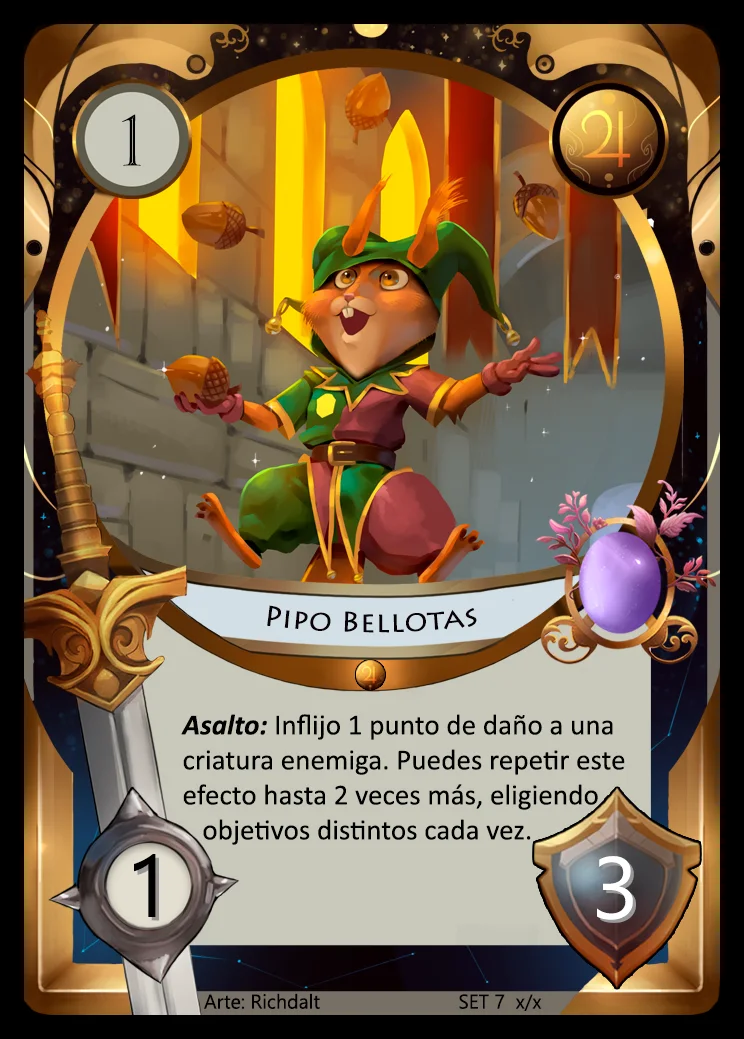 1
♃
PIPO BELLOTAS
♃
Asalto: Inflijo 1 punto de daño a una
criatura enemiga. Puedes repetir este
efecto hasta 2 veces más, eligiendo
objetivos distintos cada vez.
1
3
Arte: Richdalt SET 7 x/x